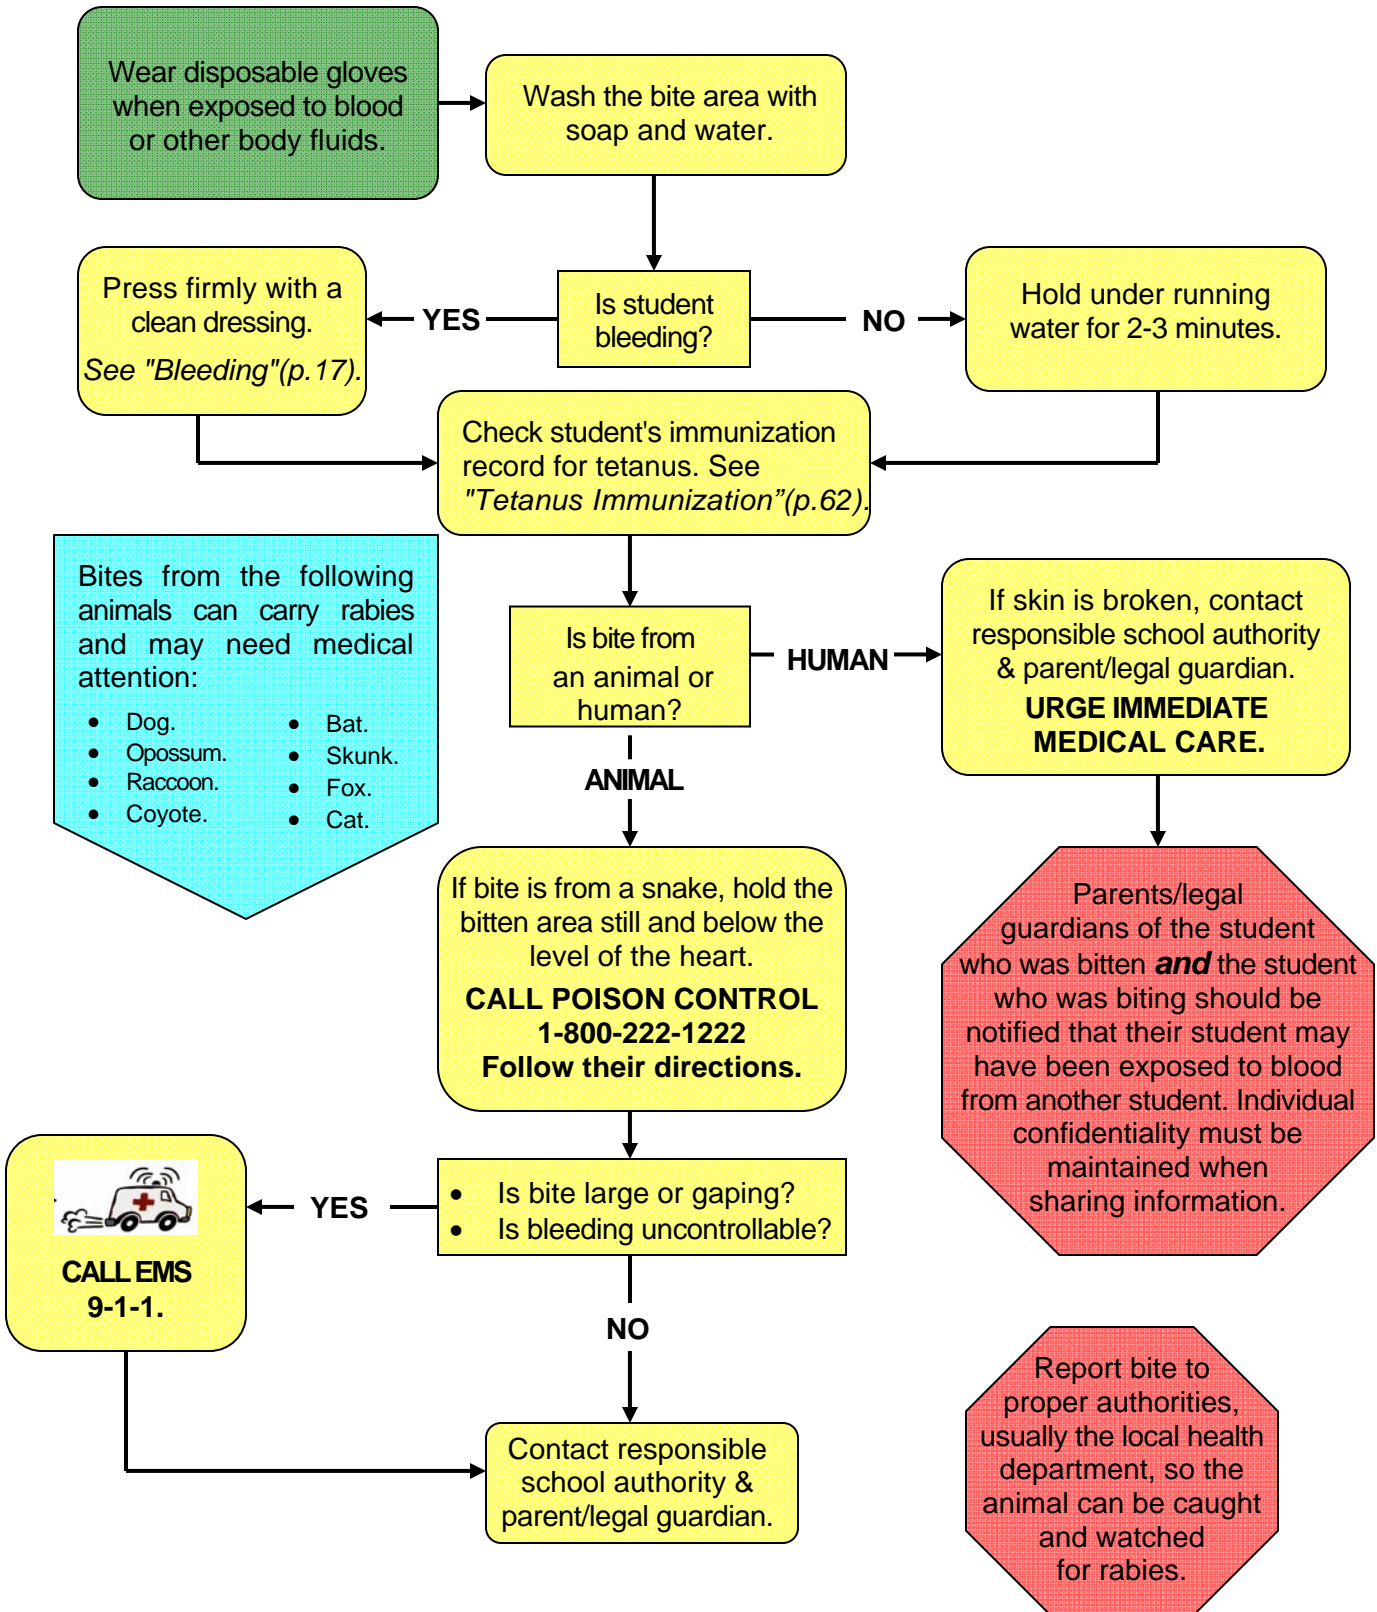 Wear disposable gloves
when exposed to blood
or other body fluids.
Wash the bite area with
soap and water.
Press firmly with a
clean dressing.
See "Bleeding"(p.17).
YES
Is student
bleeding?
NO
Hold under running
water for 2-3 minutes.
Check student's immunization
record for tetanus. See
"Tetanus Immunization”(p.62).
Bites from the following
animals can carry rabies
and may need medical
attention:
• Dog.
• Opossum.
• Raccoon.
• Coyote.
• Bat.
• Skunk.
• Fox.
• Cat.
Is bite from
an animal or
human?
HUMAN
If skin is broken, contact
responsible school authority
& parent/legal guardian.
URGE IMMEDIATE
MEDICAL CARE.
ANIMAL
If bite is from a snake, hold the
bitten area still and below the
level of the heart.
CALL POISON CONTROL
1-800-222-1222
Follow their directions.
Parents/legal
guardians of the student
who was bitten and the student
who was biting should be
notified that their student may
have been exposed to blood
from another student. Individual
confidentiality must be
maintained when
sharing information.
• Is bite large or gaping?
• Is bleeding uncontrollable?
YES
CALL EMS
9-1-1.
NO
Contact responsible
school authority &
parent/legal guardian.
Report bite to
proper authorities,
usually the local health
department, so the
animal can be caught
and watched
for rabies.